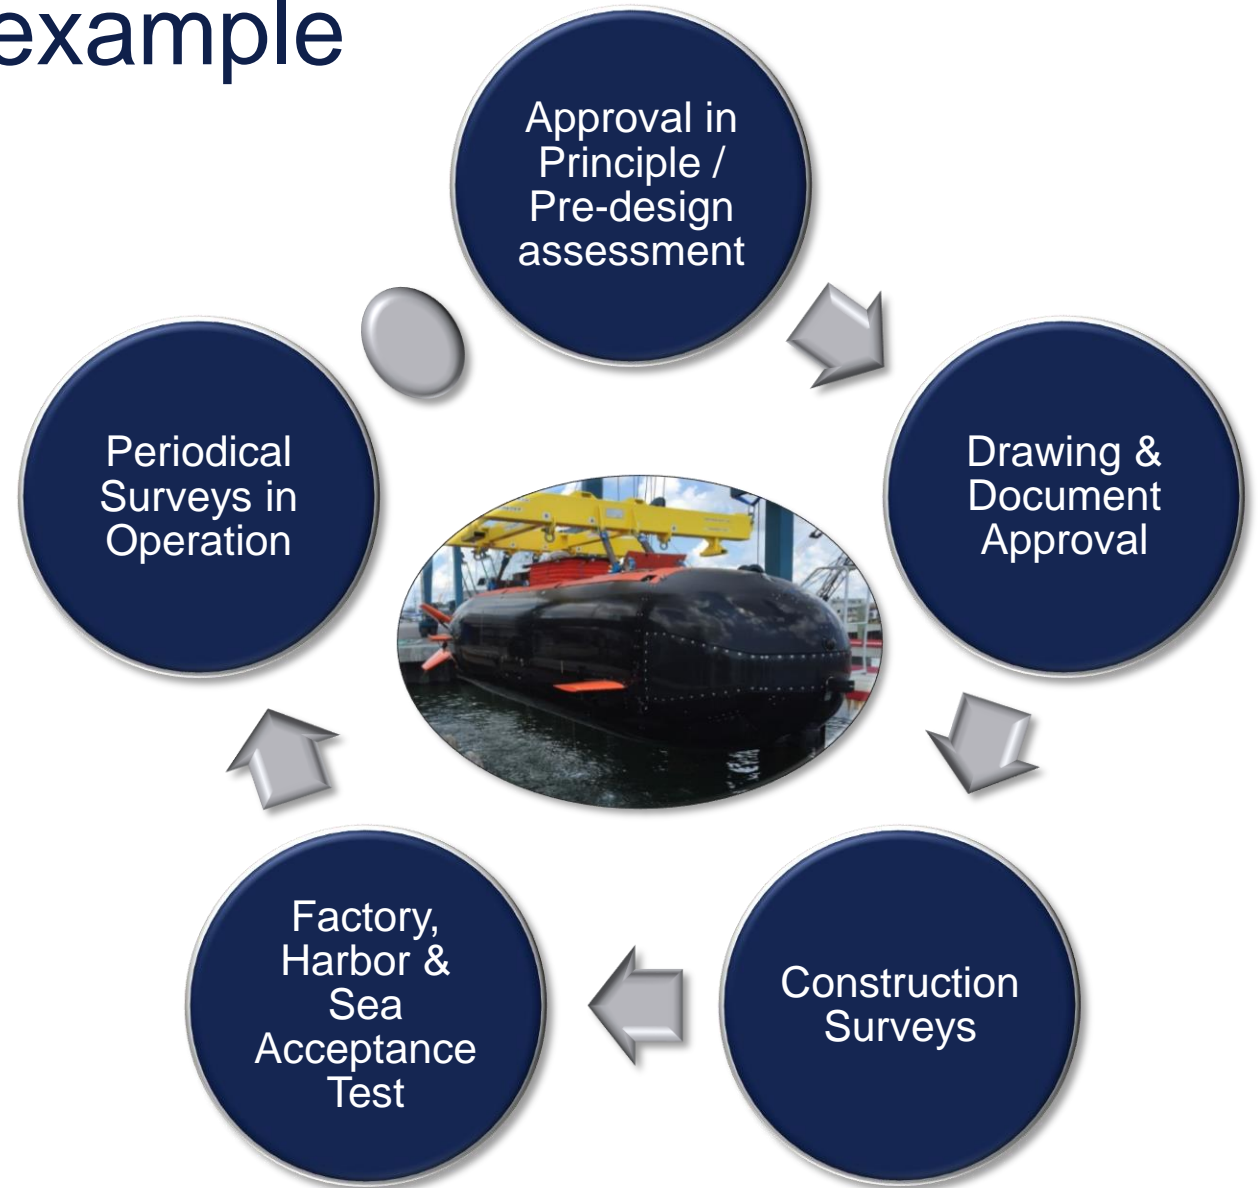 example
Approval in
Principle /
Pre-design
assessment
Drawing &
Document
Approval
Construction
Surveys
Factory,
Harbor &
Sea
Acceptance
Test
Periodical
Surveys in
Operation